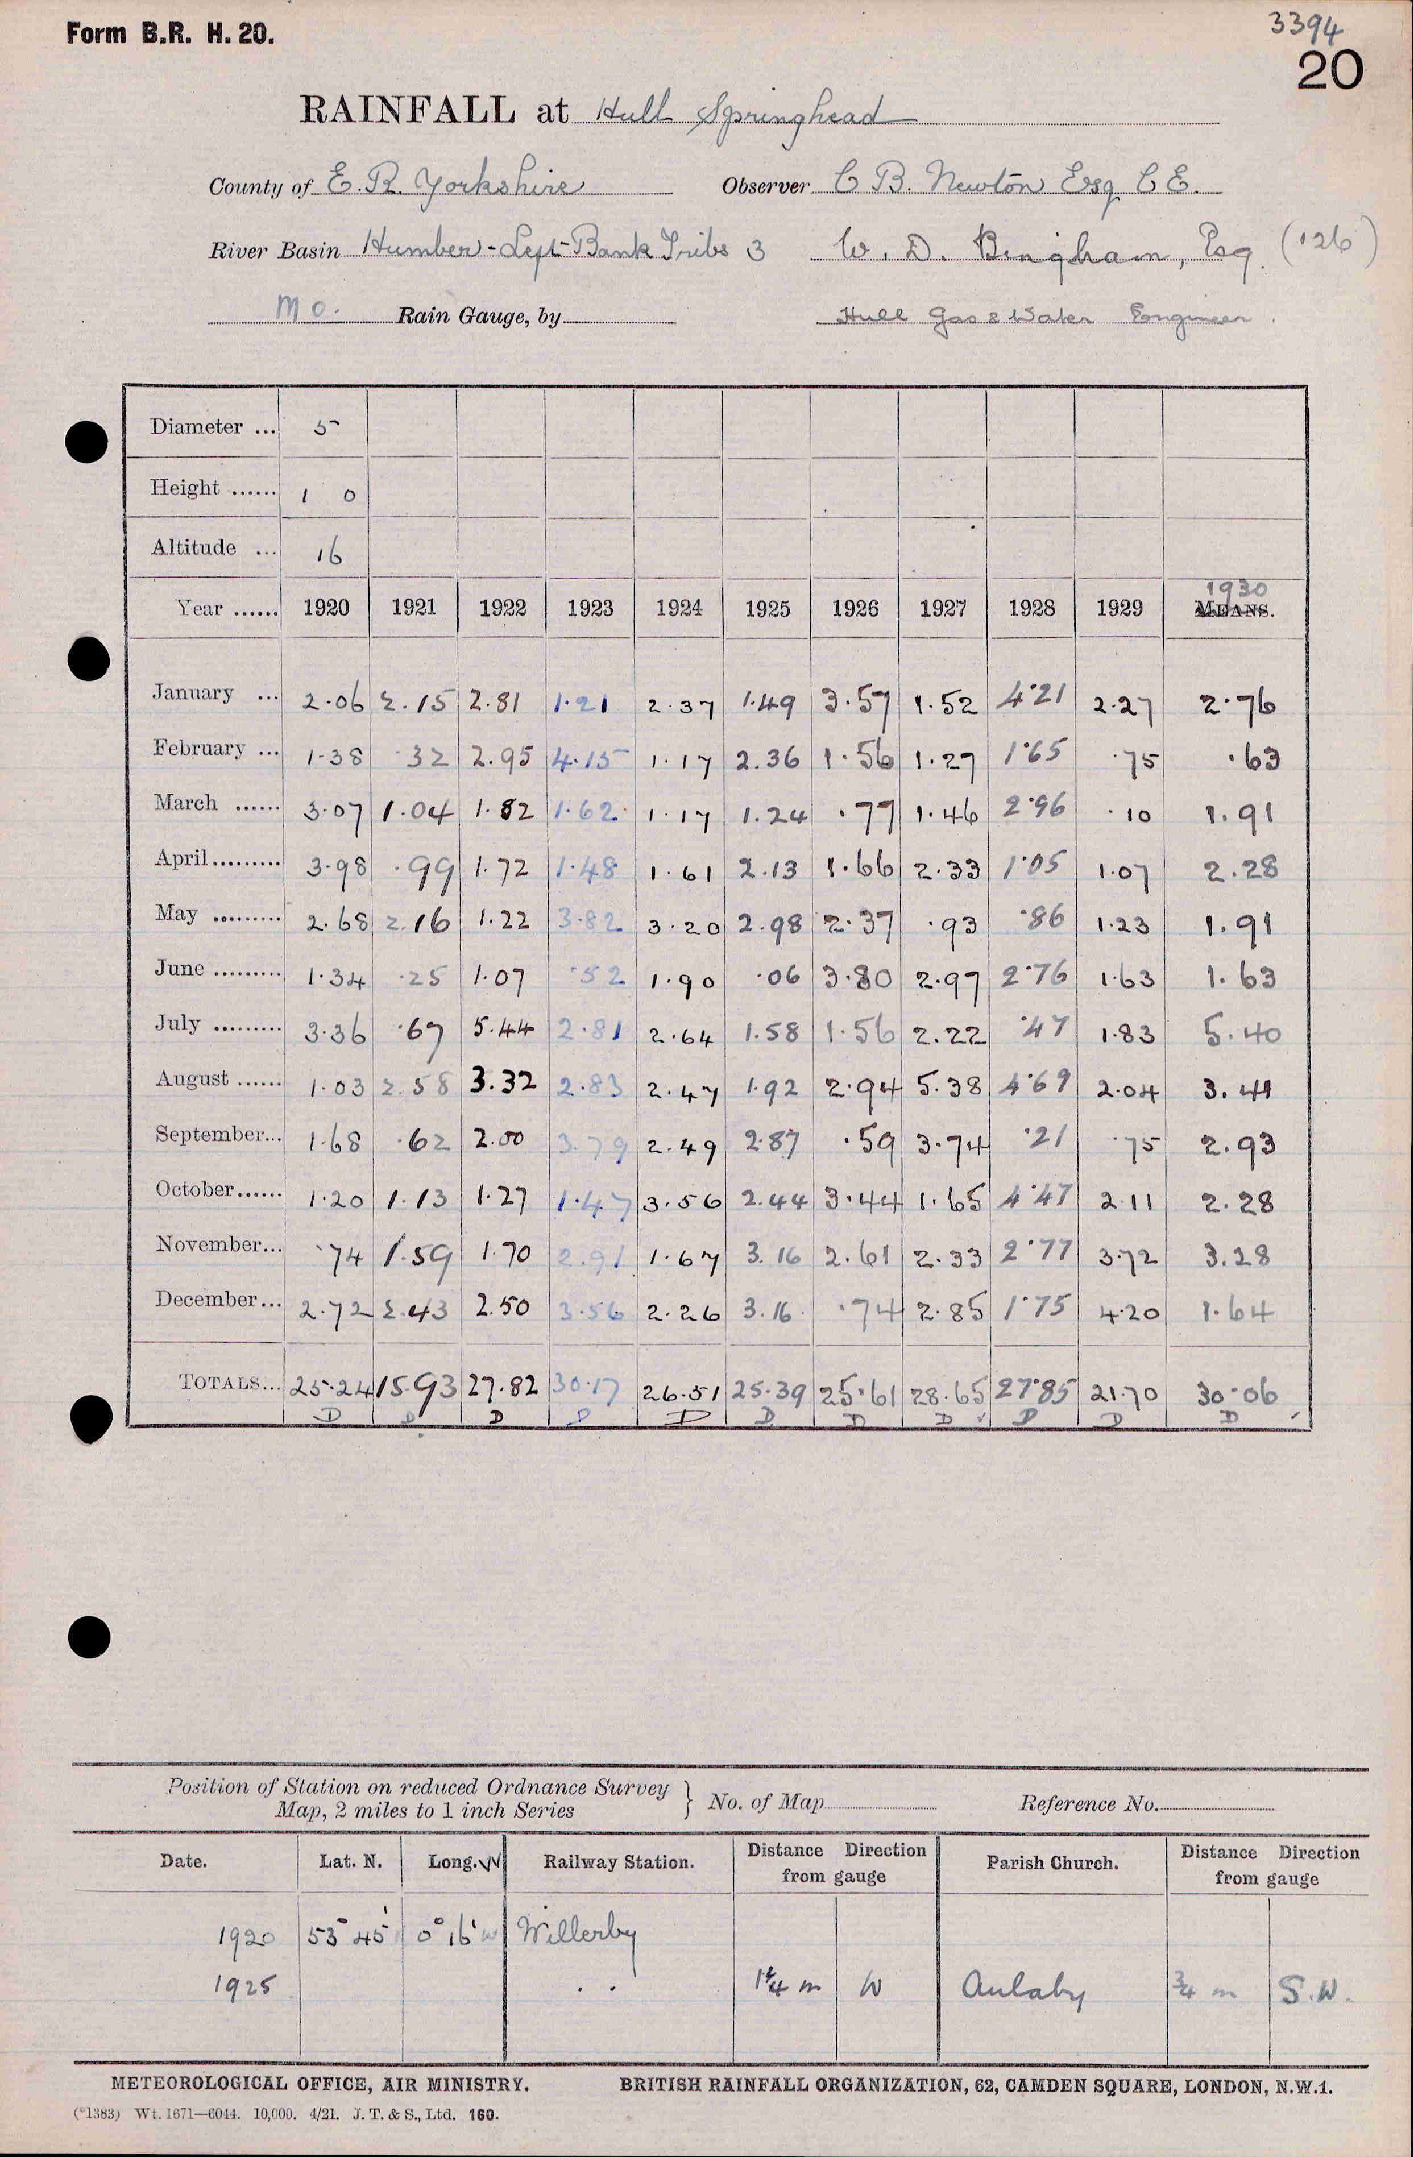 Form B.R. H. 20.
3394
20
RAINFALL at Hull Springhead
County of E. R. Yorkshire Observer C B. Newton Esq C E.
River Basin Humber - Left Bank Tribs 3 W. D. Bingham, Esq. (126)
M O. Rain Gauge, by Hull Gas & Water Engineer.
Diameter ... 5
Height ...... 1 0
Altitude ... 16
1930
Year ...... 1920 1921 1922 1923 1924 1925 1926 1927 1928 1929 MEANS.
January ... 2.06 2.15 2.81 1.21 2.37 1.49 3.57 1.52 4.21 2.27 2.76
February ... 1.38 .32 2.95 4.15 1.17 2.36 1.56 1.27 1.65 .75 .63
March ...... 3.07 1.04 1.82 1.62 1.17 1.24 .77 1.46 2.96 .10 1.91
April......... 3.98 .99 1.72 1.48 1.61 2.13 1.66 2.33 1.05 1.07 2.28
May ......... 2.68 2.16 1.22 3.82 3.20 2.98 2.37 .93 .86 1.23 1.91
June ......... 1.34 .25 1.07 .52 1.90 .06 3.80 2.97 2.76 1.63 1.63
July ......... 3.36 .67 5.44 2.81 2.64 1.58 1.56 2.22 .47 1.83 5.40
August ...... 1.03 2.58 3.32 2.83 2.47 1.92 2.94 5.38 4.69 2.04 3.41
September... 1.68 .62 2.00 3.79 2.49 2.87 .59 3.74 .21 .75 2.93
October...... 1.20 1.13 1.27 1.47 3.56 2.44 3.44 1.65 4.47 2.11 2.28
November... .74 1.59 1.70 2.91 1.67 3.16 2.61 2.33 2.77 3.72 3.28
December... 2.72 2.43 2.50 3.56 2.26 3.16 .74 2.85 1.75 4.20 1.64
TOTALS... 25.24 15.93 27.82 30.17 26.51 25.39 25.61 28.65 27.85 21.70 30.06
D D D D D D D D D D D
Position of Station on reduced Ordnance Survey
Map, 2 miles to 1 inch Series } No. of Map Reference No.
Date. Lat. N. Long. W Railway Station. Distance Direction from gauge Parish Church. Distance Direction from gauge
1920 53° 45' 0° 16' W Willerby
1925 . . 1¼ m W Anlaby ¾ m S.W.
METEOROLOGICAL OFFICE, AIR MINISTRY. BRITISH RAINFALL ORGANIZATION, 62, CAMDEN SQUARE, LONDON, N.W.1.
(*1383) Wt. 1671—6044. 10,000. 4/21. J. T. & S., Ltd. 160.